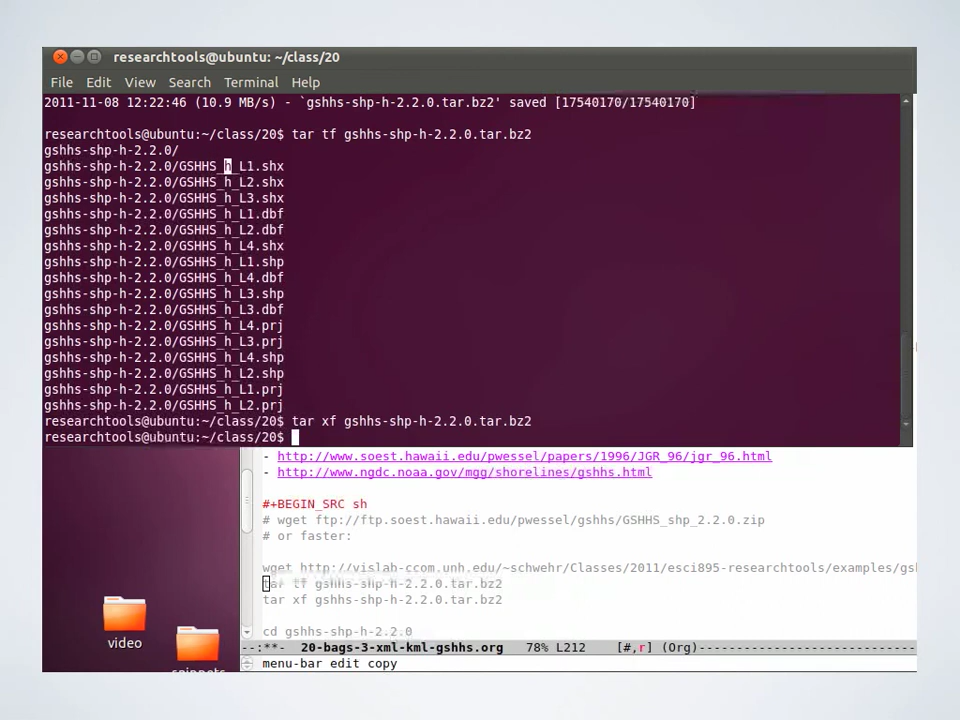 researchtools@ubuntu: ~/class/20
File Edit View Search Terminal Help
2011-11-08 12:22:46 (10.9 MB/s) - `gshhs-shp-h-2.2.0.tar.bz2' saved [17540170/17540170]
researchtools@ubuntu:~/class/20$ tar tf gshhs-shp-h-2.2.0.tar.bz2
gshhs-shp-h-2.2.0/
gshhs-shp-h-2.2.0/GSHHS_h_L1.shx
gshhs-shp-h-2.2.0/GSHHS_h_L2.shx
gshhs-shp-h-2.2.0/GSHHS_h_L3.shx
gshhs-shp-h-2.2.0/GSHHS_h_L1.dbf
gshhs-shp-h-2.2.0/GSHHS_h_L2.dbf
gshhs-shp-h-2.2.0/GSHHS_h_L4.shx
gshhs-shp-h-2.2.0/GSHHS_h_L1.shp
gshhs-shp-h-2.2.0/GSHHS_h_L4.dbf
gshhs-shp-h-2.2.0/GSHHS_h_L3.shp
gshhs-shp-h-2.2.0/GSHHS_h_L3.dbf
gshhs-shp-h-2.2.0/GSHHS_h_L4.prj
gshhs-shp-h-2.2.0/GSHHS_h_L3.prj
gshhs-shp-h-2.2.0/GSHHS_h_L4.shp
gshhs-shp-h-2.2.0/GSHHS_h_L2.shp
gshhs-shp-h-2.2.0/GSHHS_h_L1.prj
gshhs-shp-h-2.2.0/GSHHS_h_L2.prj
researchtools@ubuntu:~/class/20$ tar xf gshhs-shp-h-2.2.0.tar.bz2
researchtools@ubuntu:~/class/20$
- http://www.soest.hawaii.edu/pwessel/papers/1996/JGR_96/jgr_96.html
- http://www.ngdc.noaa.gov/mgg/shorelines/gshhs.html
#+BEGIN_SRC sh
# wget ftp://ftp.soest.hawaii.edu/pwessel/gshhs/GSHHS_shp_2.2.0.zip
# or faster:
wget http://vislab-ccom.unh.edu/~schwehr/Classes/2011/esci895-researchtools/examples/gsh
tar tf gshhs-shp-h-2.2.0.tar.bz2
tar xf gshhs-shp-h-2.2.0.tar.bz2
cd gshhs-shp-h-2.2.0
--:**- 20-bags-3-xml-kml-gshhs.org 78% L212 [#,r] (Org)
menu-bar edit copy
video